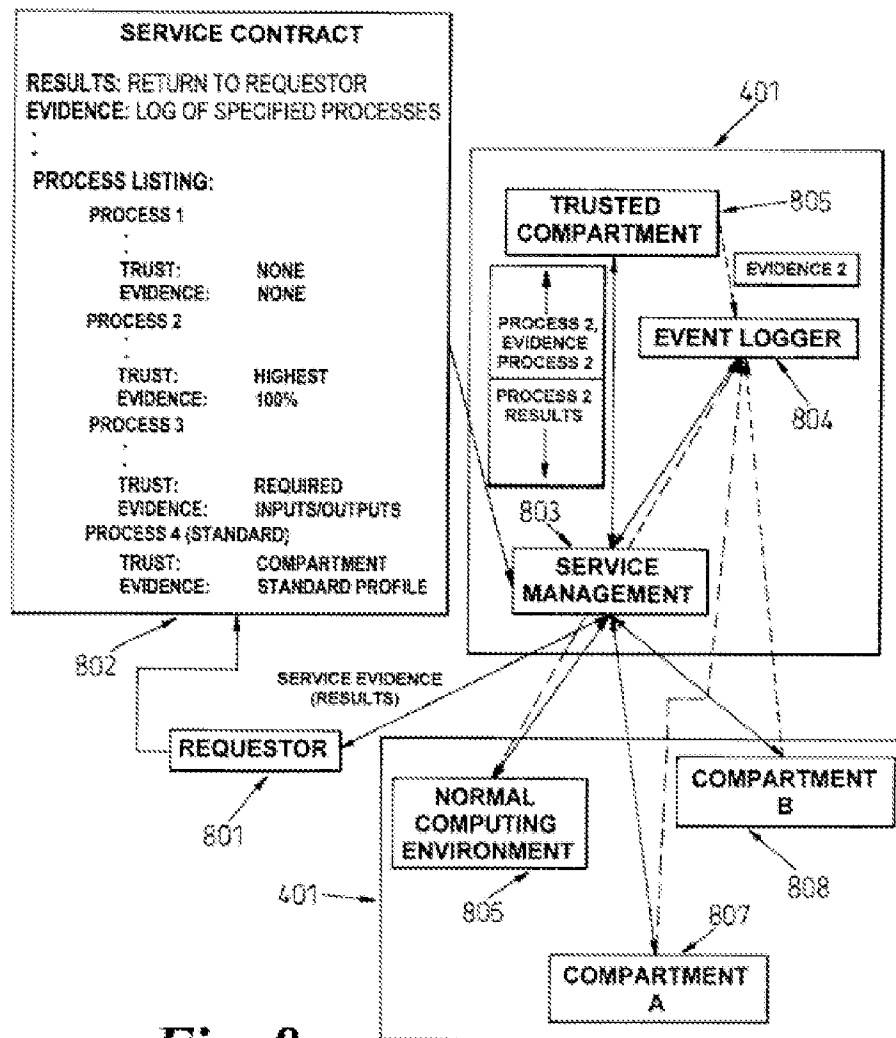 SERVICE CONTRACT
RESULTS: RETURN TO REQUESTOR
EVIDENCE: LOG OF SPECIFIED PROCESSES
PROCESS LISTING:
PROCESS 1
TRUST: NONE
EVIDENCE: NONE
PROCESS 2
TRUST: HIGHEST
EVIDENCE: 100%
PROCESS 3
TRUST: REQUIRED
EVIDENCE: INPUTS/OUTPUTS
PROCESS 4 (STANDARD)
TRUST: COMPARTMENT
EVIDENCE: STANDARD PROFILE
802
401
TRUSTED
COMPARTMENT
805
EVIDENCE 2
PROCESS 2,
EVIDENCE
PROCESS 2
PROCESS 2
RESULTS
EVENT LOGGER
804
803
SERVICE
MANAGEMENT
SERVICE EVIDENCE
(RESULTS)
REQUESTOR
801
NORMAL
COMPUTING
ENVIRONMENT
806
COMPARTMENT
B
808
401
807
COMPARTMENT
A